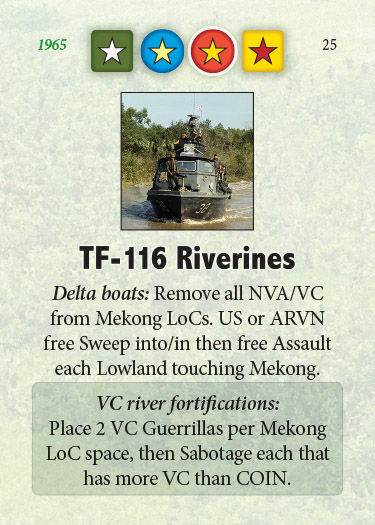 1965
25
TF-116 Riverines
Delta boats: Remove all NVA/VC
from Mekong LoCs. US or ARVN
free Sweep into/in then free Assault
each Lowland touching Mekong.
VC river fortifications:
Place 2 VC Guerrillas per Mekong
LoC space, then Sabotage each that
has more VC than COIN.